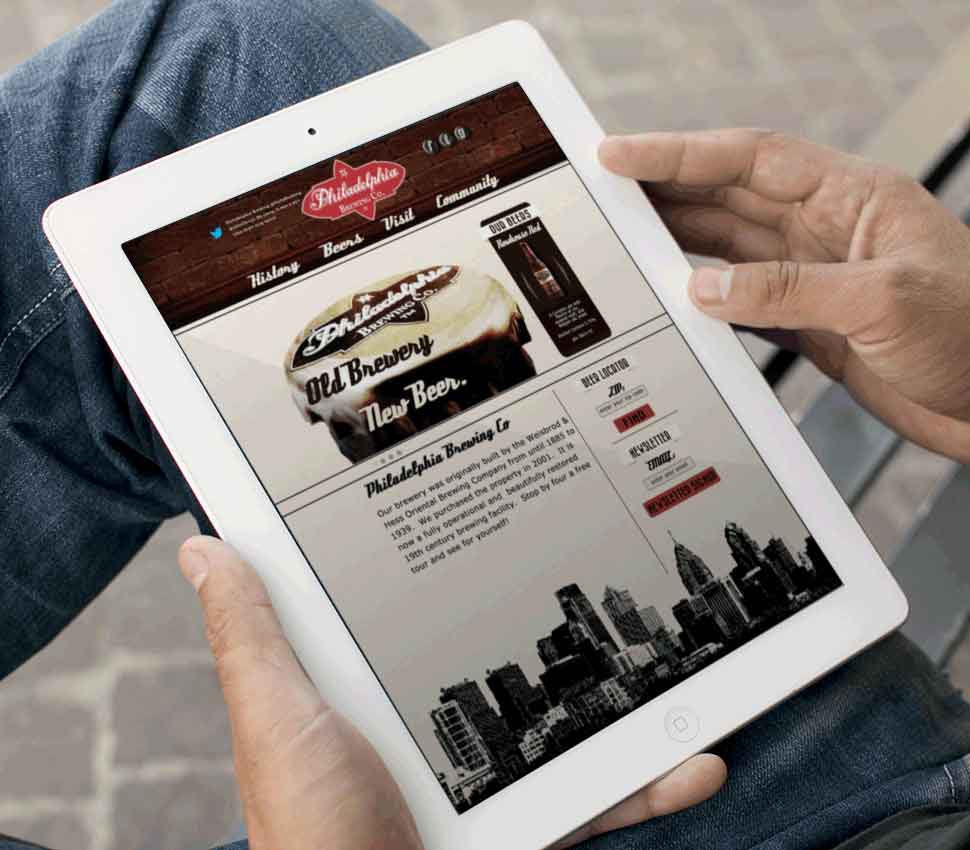 Philadelphia
Brewing Co.
History Beers Visit Community
Philadelphia
Brewing Co.
TM
Old Brewery
New Beer.
OUR BEERS
Rowhouse Red
Philadelphia Brewing Co
Our brewery was originally built by the Weisbrod &
Hess Oriental Brewing Company from until 1885 to
1939. We purchased the property in 2001. It is
now a fully operational and beautifully restored
19th century brewing facility. Stop by four a free
tour and see for yourself!
BEER LOCATOR
ZIP
enter your zip code
FIND
NEWSLETTER
EMAIL
enter your email
NEWSLETTER SIGNUP